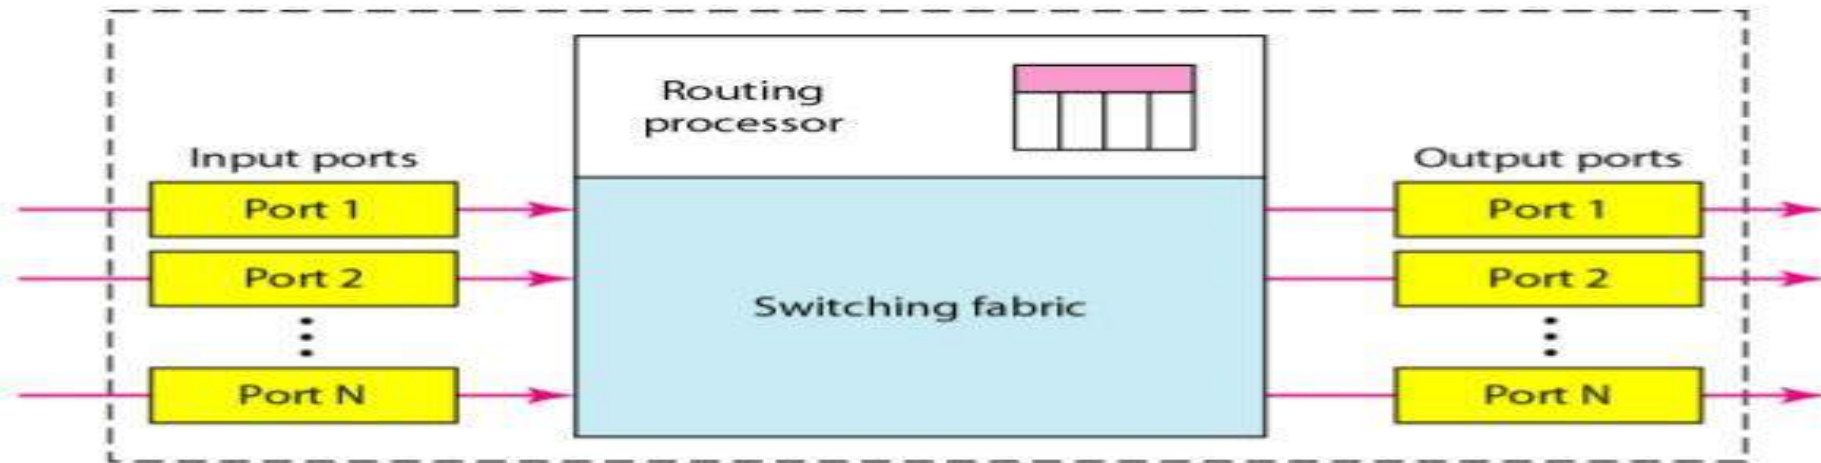 Routing
processor
Input ports
Output ports
Port 1
Port 1
Port 2
Port 2
Switching fabric
Port N
Port N